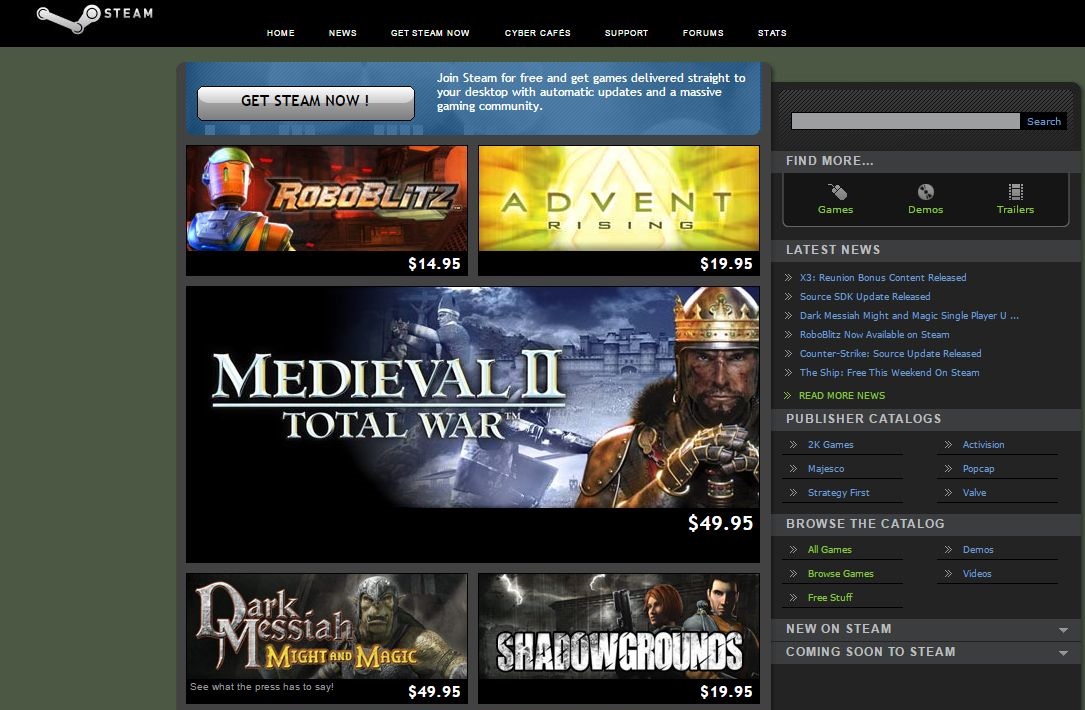 STEAM
HOME NEWS GET STEAM NOW CYBER CAFÉS SUPPORT FORUMS STATS
GET STEAM NOW !
Join Steam for free and get games delivered straight to
your desktop with automatic updates and a massive
gaming community.
ROBOBLITZ™
$14.95
ADVENT
RISING
$19.95
MEDIEVAL II
TOTAL WAR™
$49.95
Dark
Messiah
MIGHT AND MAGIC
See what the press has to say!
$49.95
SHADOWGROUNDS
$19.95
Search
FIND MORE...
Games Demos Trailers
LATEST NEWS
X3: Reunion Bonus Content Released
Source SDK Update Released
Dark Messiah Might and Magic Single Player U ...
RoboBlitz Now Available on Steam
Counter-Strike: Source Update Released
The Ship: Free This Weekend On Steam
READ MORE NEWS
PUBLISHER CATALOGS
2K Games Activision
Majesco Popcap
Strategy First Valve
BROWSE THE CATALOG
All Games Demos
Browse Games Videos
Free Stuff
NEW ON STEAM
COMING SOON TO STEAM